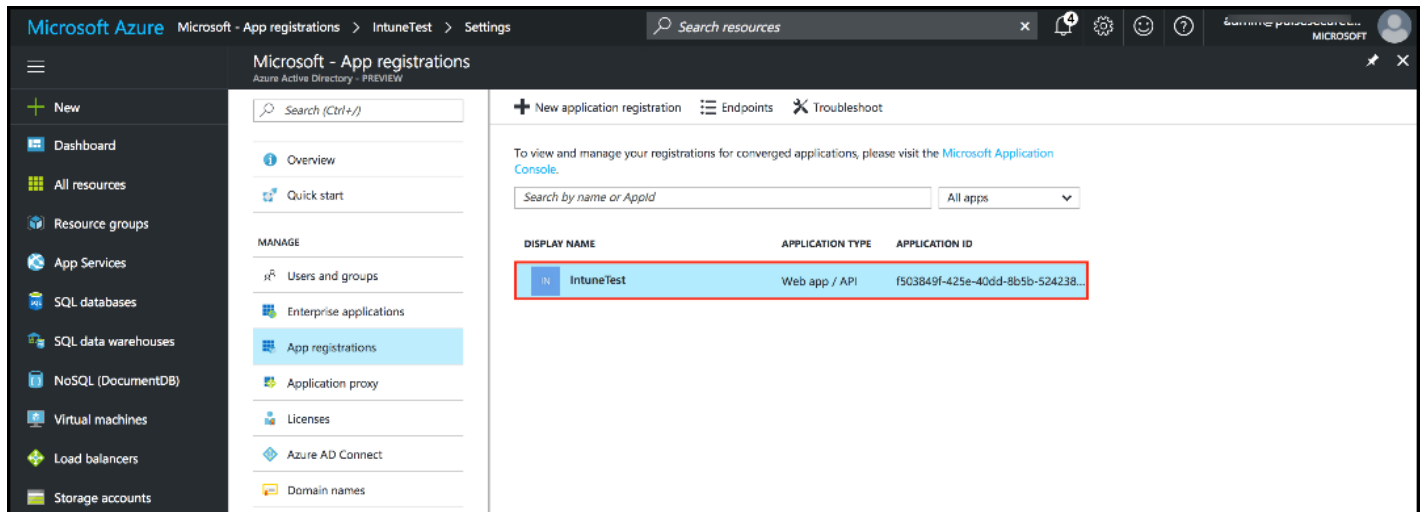 Microsoft Azure Microsoft - App registrations > IntuneTest > Settings
Search resources
4
MICROSOFT
Microsoft - App registrations
Azure Active Directory - PREVIEW
New
Dashboard
All resources
Resource groups
App Services
SQL databases
SQL data warehouses
NoSQL (DocumentDB)
Virtual machines
Load balancers
Storage accounts
Search (Ctrl+/)
Overview
Quick start
MANAGE
Users and groups
Enterprise applications
App registrations
Application proxy
Licenses
Azure AD Connect
Domain names
New application registration Endpoints Troubleshoot
To view and manage your registrations for converged applications, please visit the Microsoft Application
Console.
Search by name or AppId
All apps
DISPLAY NAME APPLICATION TYPE APPLICATION ID
IN IntuneTest Web app / API f503849f-425e-40dd-8b5b-524238...